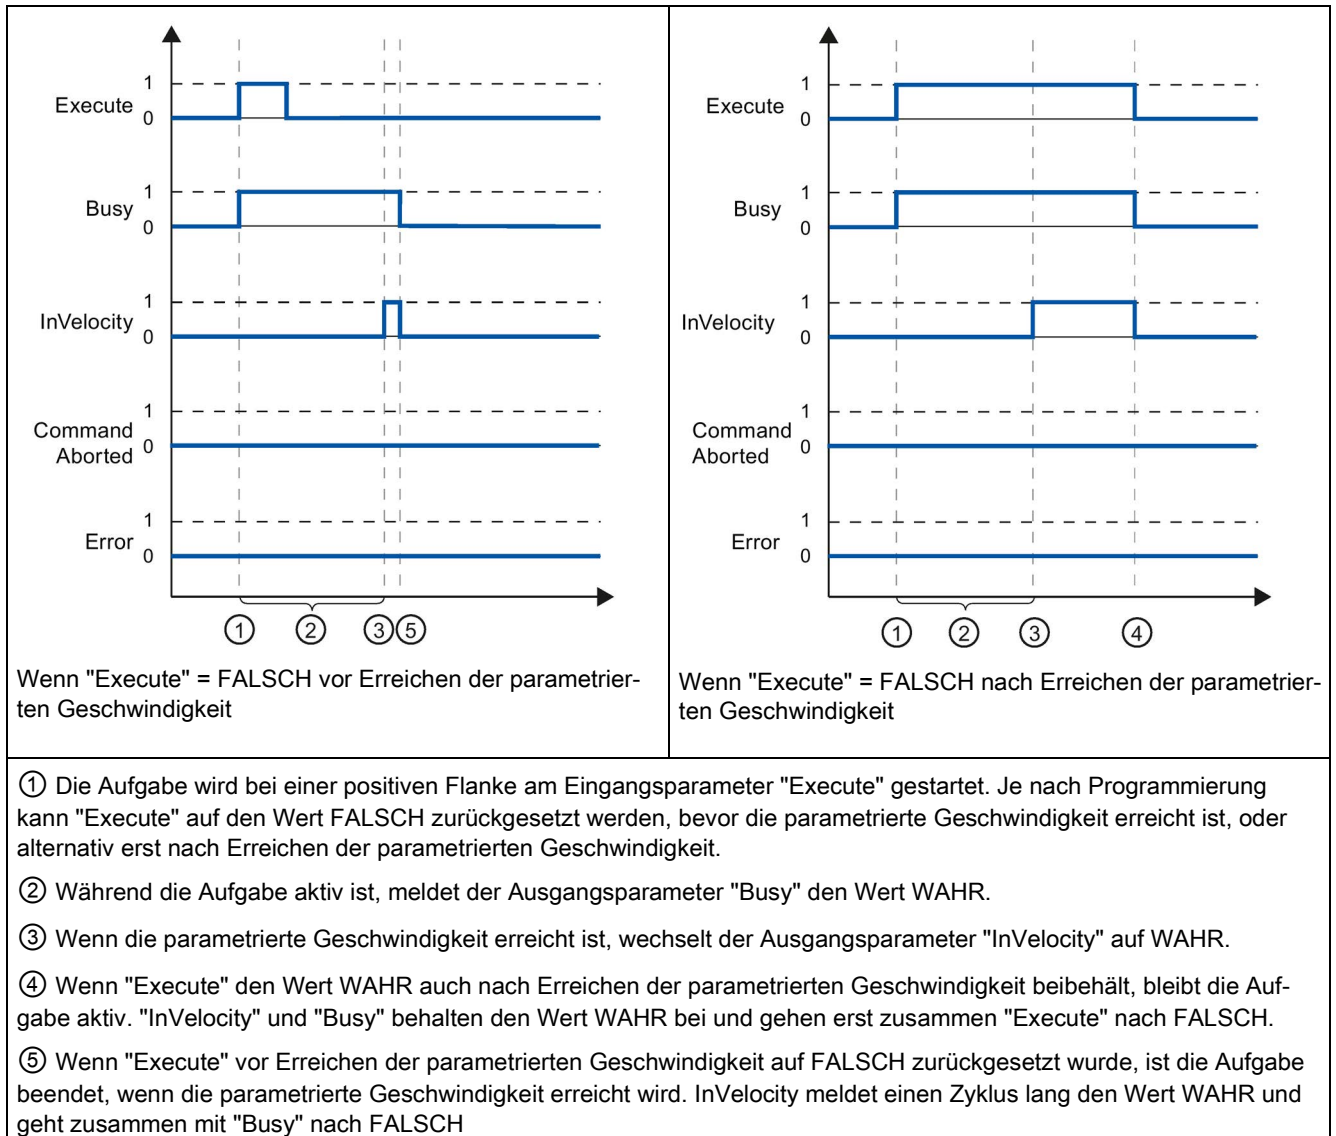 1
Execute
0
1
Busy
0
1
InVelocity
0
1
Command
0
Aborted
1
Error
0
① ② ③ ⑤
Wenn "Execute" = FALSCH vor Erreichen der parametrier-
ten Geschwindigkeit
1
Execute
0
1
Busy
0
1
InVelocity
0
1
Command
0
Aborted
1
Error
0
① ② ③ ④
Wenn "Execute" = FALSCH nach Erreichen der parametrier-
ten Geschwindigkeit
① Die Aufgabe wird bei einer positiven Flanke am Eingangsparameter "Execute" gestartet. Je nach Programmierung
kann "Execute" auf den Wert FALSCH zurückgesetzt werden, bevor die parametrierte Geschwindigkeit erreicht ist, oder
alternativ erst nach Erreichen der parametrierten Geschwindigkeit.
② Während die Aufgabe aktiv ist, meldet der Ausgangsparameter "Busy" den Wert WAHR.
③ Wenn die parametrierte Geschwindigkeit erreicht ist, wechselt der Ausgangsparameter "InVelocity" auf WAHR.
④ Wenn "Execute" den Wert WAHR auch nach Erreichen der parametrierten Geschwindigkeit beibehält, bleibt die Auf-
gabe aktiv. "InVelocity" und "Busy" behalten den Wert WAHR bei und gehen erst zusammen "Execute" nach FALSCH.
⑤ Wenn "Execute" vor Erreichen der parametrierten Geschwindigkeit auf FALSCH zurückgesetzt wurde, ist die Aufgabe
beendet, wenn die parametrierte Geschwindigkeit erreicht wird. InVelocity meldet einen Zyklus lang den Wert WAHR und
geht zusammen mit "Busy" nach FALSCH